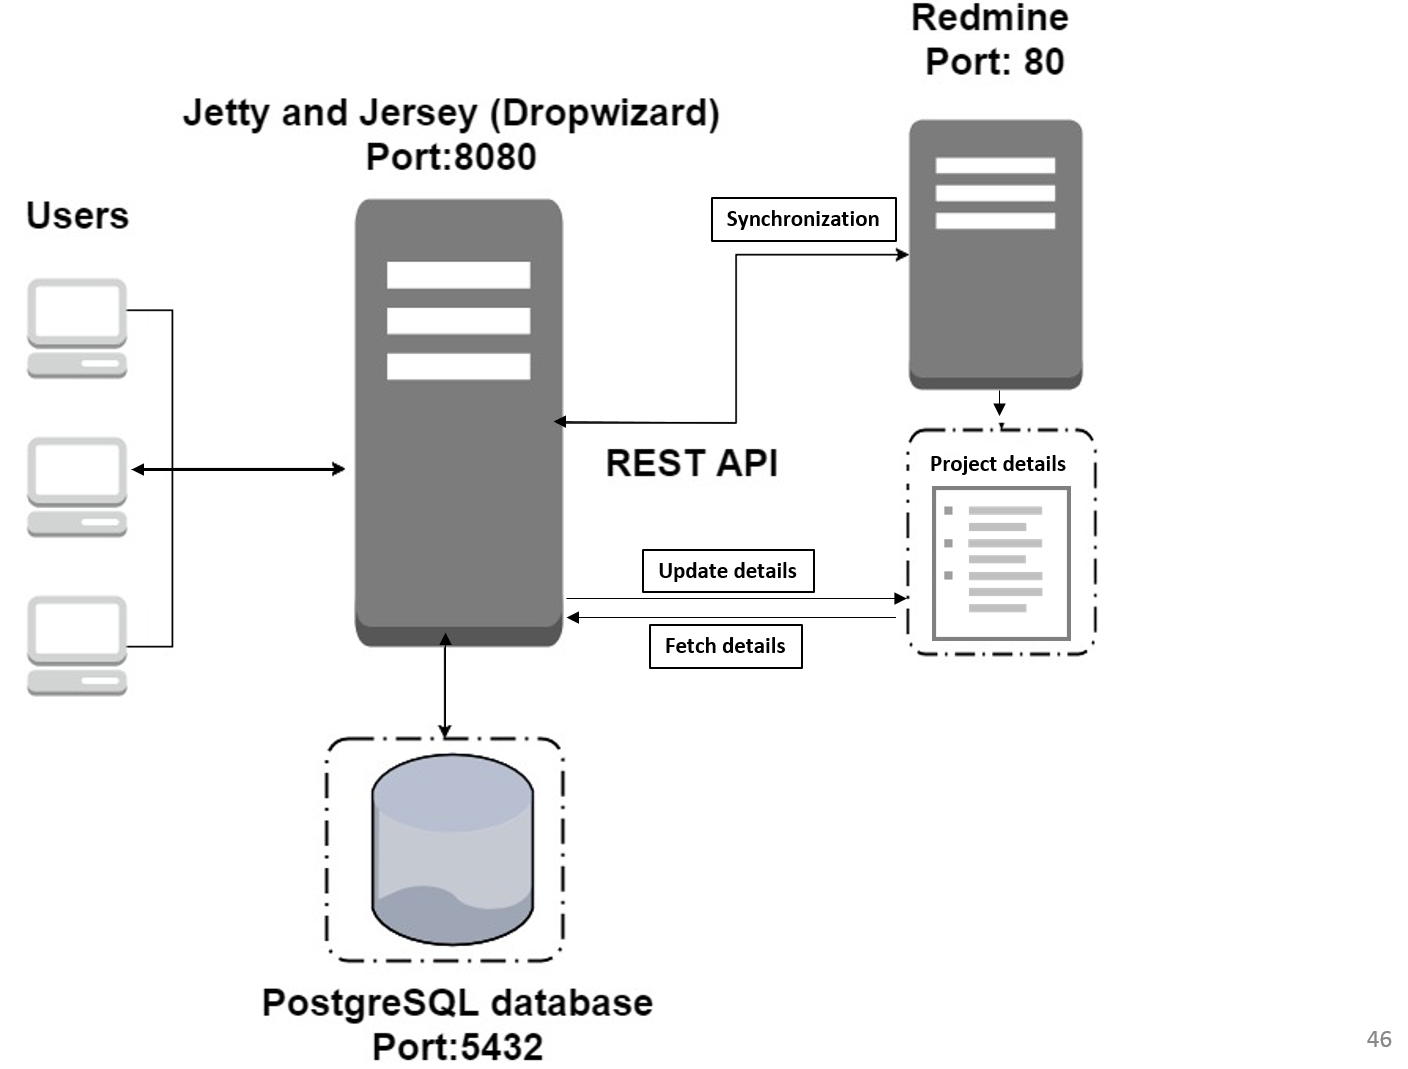 Redmine
Port: 80
Jetty and Jersey (Dropwizard)
Port:8080
Users
Synchronization
REST API
Project details
Update details
Fetch details
PostgreSQL database
Port:5432
46